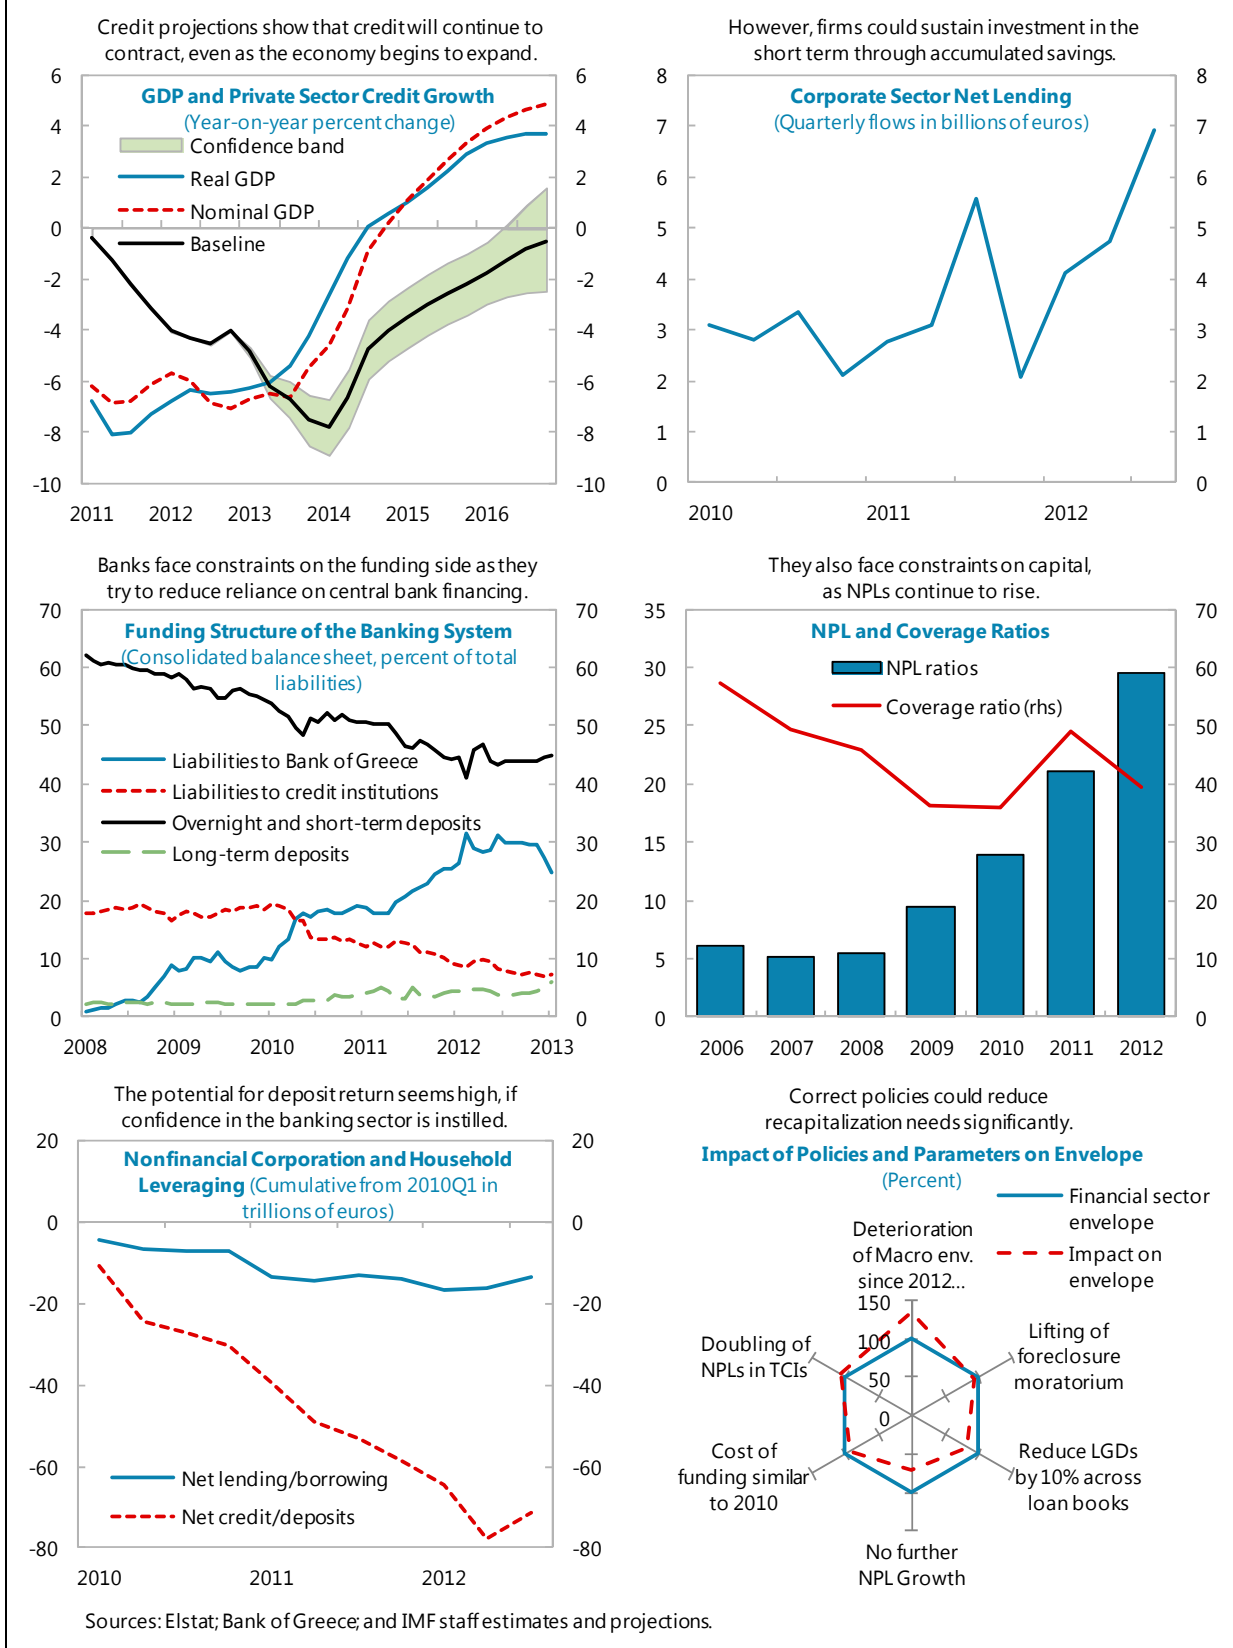 Credit projections show that credit will continue to
contract, even as the economy begins to expand.
6 6
GDP and Private Sector Credit Growth
(Year-on-year percent change)
4 4
Confidence band
2 2
Real GDP
Nominal GDP
0 0
Baseline
-2 -2
-4 -4
-6 -6
-8 -8
-10 -10
2011 2012 2013 2014 2015 2016
However, firms could sustain investment in the
short term through accumulated savings.
8 8
Corporate Sector Net Lending
(Quarterly flows in billions of euros)
7 7
6 6
5 5
4 4
3 3
2 2
1 1
0 0
2010 2011 2012
Banks face constraints on the funding side as they
try to reduce reliance on central bank financing.
70 70
Funding Structure of the Banking System
(Consolidated balance sheet, percent of total
liabilities)
60 60
50 50
Liabilities to Bank of Greece
40 40
Liabilities to credit institutions
Overnight and short-term deposits
30 30
Long-term deposits
20 20
10 10
0 0
2008 2009 2010 2011 2012 2013
They also face constraints on capital,
as NPLs continue to rise.
35 70
NPL and Coverage Ratios
30 60
NPL ratios
Coverage ratio (rhs)
25 50
20 40
15 30
10 20
5 10
0 0
2006 2007 2008 2009 2010 2011 2012
The potential for deposit return seems high, if
confidence in the banking sector is instilled.
20 20
Nonfinancial Corporation and Household
Leveraging (Cumulative from 2010Q1 in
trillions of euros)
0 0
-20 -20
-40 -40
-60 -60
Net lending/borrowing
Net credit/deposits
-80 -80
2010 2011 2012
Correct policies could reduce
recapitalization needs significantly.
Impact of Policies and Parameters on Envelope
(Percent)
Financial sector
envelope
Impact on
envelope
Deterioration
of Macro env.
since 2012...
150
100
50
0
Lifting of
foreclosure
moratorium
Reduce LGDs
by 10% across
loan books
No further
NPL Growth
Cost of
funding similar
to 2010
Doubling of
NPLs in TCIs
Sources: Elstat; Bank of Greece; and IMF staff estimates and projections.